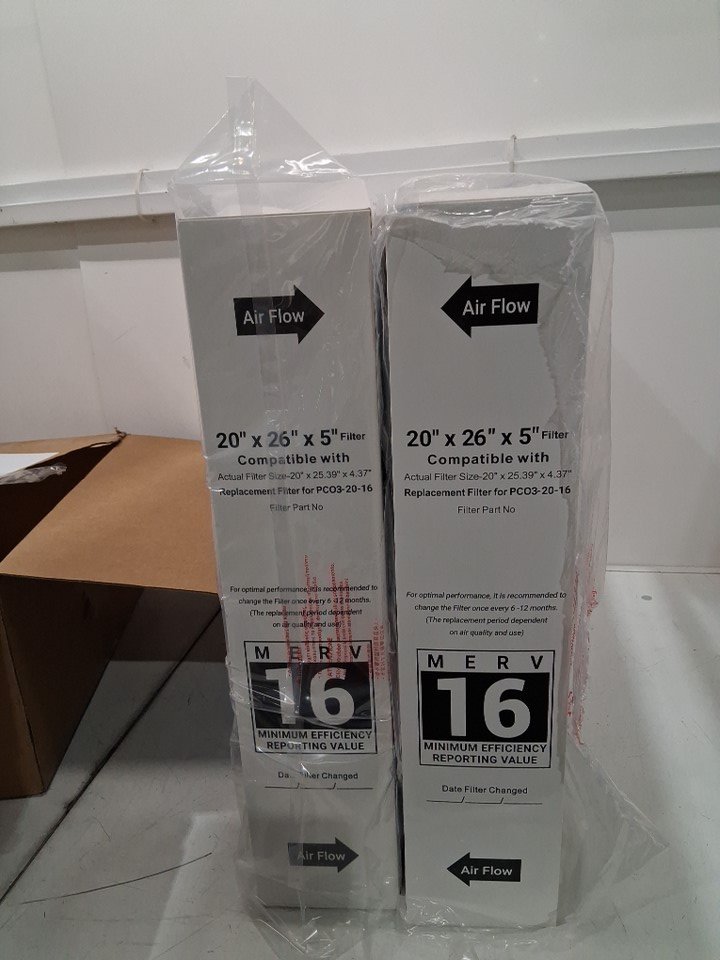 Air Flow
20" x 26" x 5" Filter
Compatible with
Actual Filter Size-20" x 25.39" x 4.37"
Replacement Filter for PCO3-20-16
Filter Part No
For optimal performance, it is recommended to
change the Filter once every 6 -12 months.
(The replacement period dependent
on air quality and use)
MERV
16
MINIMUM EFFICIENCY
REPORTING VALUE
Date Filter Changed
Air Flow
Air Flow
20" x 26" x 5" Filter
Compatible with
Actual Filter Size-20" x 25.39" x 4.37"
Replacement Filter for PCO3-20-16
Filter Part No
For optimal performance, it is recommended to
change the Filter once every 6 -12 months.
(The replacement period dependent
on air quality and use)
MERV
16
MINIMUM EFFICIENCY
REPORTING VALUE
Date Filter Changed
Air Flow